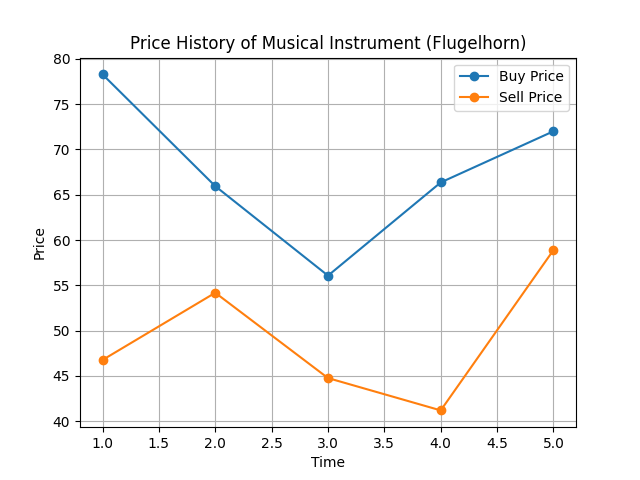 Price History of Musical Instrument (Flugelhorn)
Buy Price
Sell Price
80
75
70
65
60
55
50
45
40
Price
1.0 1.5 2.0 2.5 3.0 3.5 4.0 4.5 5.0
Time